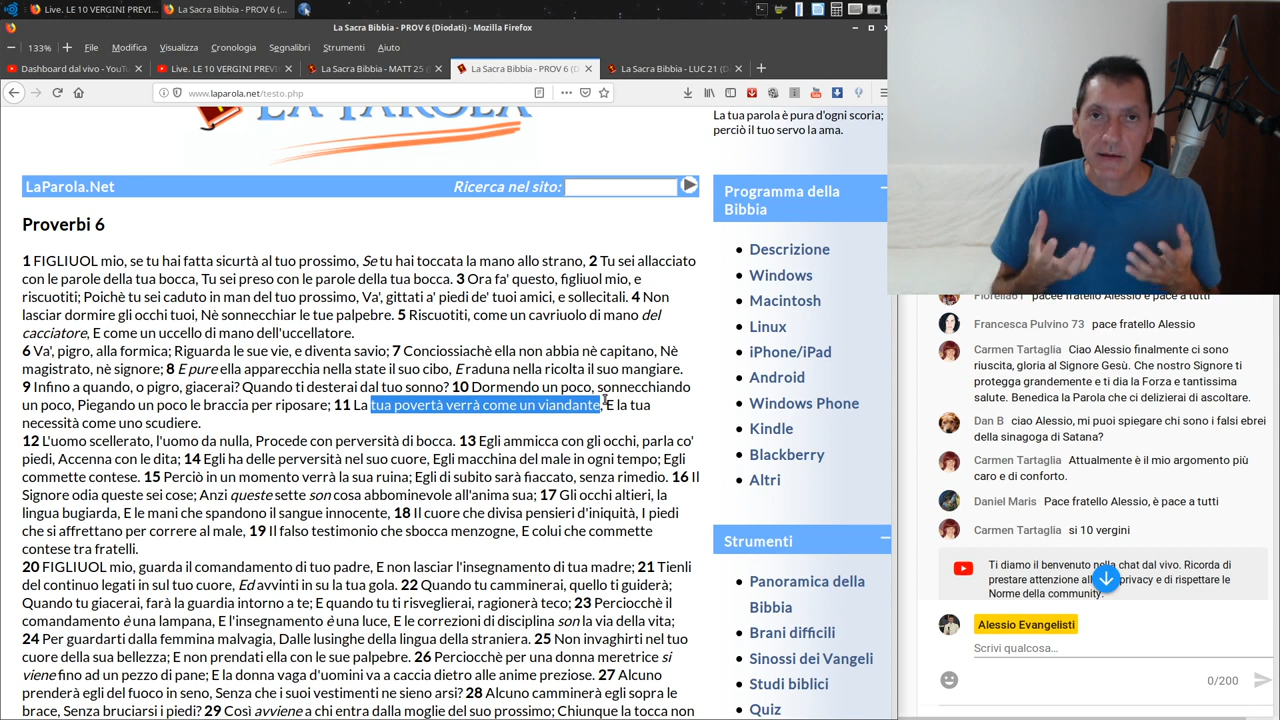 Live. LE 10 VERGINI PREVI...
La Sacra Bibbia - PROV 6 (...
La Sacra Bibbia - PROV 6 (Diodati) - Mozilla Firefox
133%
File
Modifica
Visualizza
Cronologia
Segnalibri
Strumenti
Aiuto
Dashboard dal vivo - YouTu
Live. LE 10 VERGINI PREVI
La Sacra Bibbia - MATT 25 (
La Sacra Bibbia - PROV 6 (D
La Sacra Bibbia - LUC 21 (D
www.laparola.net/testo.php
LA PAROLA
La tua parola è pura d'ogni scoria;
perciò il tuo servo la ama.
LaParola.Net
Ricerca nel sito:
Proverbi 6
1 FIGLIUOL mio, se tu hai fatta sicurtà al tuo prossimo, Se tu hai toccata la mano allo strano, 2 Tu sei allacciato
con le parole della tua bocca, Tu sei preso con le parole della tua bocca. 3 Ora fa' questo, figliuol mio, e
riscuotiti; Poichè tu sei caduto in man del tuo prossimo, Va', gittati a' piedi de' tuoi amici, e sollecitali. 4 Non
lasciar dormire gli occhi tuoi, Nè sonnecchiar le tue palpebre. 5 Riscuotiti, come un cavriuolo di mano del
cacciatore, E come un uccello di mano dell'uccellatore.
6 Va', pigro, alla formica; Riguarda le sue vie, e diventa savio; 7 Conciossiachè ella non abbia nè capitano, Nè
magistrato, nè signore; 8 E pure ella apparecchia nella state il suo cibo, E raduna nella ricolta il suo mangiare.
9 Infino a quando, o pigro, giacerai? Quando ti desterai dal tuo sonno? 10 Dormendo un poco, sonnecchiando
un poco, Piegando un poco le braccia per riposare; 11 La tua povertà verrà come un viandante, E la tua
necessità come uno scudiere.
12 L'uomo scellerato, l'uomo da nulla, Procede con perversità di bocca. 13 Egli ammicca con gli occhi, parla co'
piedi, Accenna con le dita; 14 Egli ha delle perversità nel suo cuore, Egli macchina del male in ogni tempo; Egli
commette contese. 15 Perciò in un momento verrà la sua ruina; Egli di subito sarà fiaccato, senza rimedio. 16 Il
Signore odia queste sei cose; Anzi queste sette son cosa abbominevole all'anima sua; 17 Gli occhi altieri, la
lingua bugiarda, E le mani che spandono il sangue innocente, 18 Il cuore che divisa pensieri d'iniquità, I piedi
che si affrettano per correre al male, 19 Il falso testimonio che sbocca menzogne, E colui che commette
contese tra fratelli.
20 FIGLIUOL mio, guarda il comandamento di tuo padre, E non lasciar l'insegnamento di tua madre; 21 Tienli
del continuo legati in sul tuo cuore, Ed avvinti in su la tua gola. 22 Quando tu camminerai, quello ti guiderà;
Quando tu giacerai, farà la guardia intorno a te; E quando tu ti risveglierai, ragionerà teco; 23 Perciocchè il
comandamento è una lampana, E l'insegnamento è una luce, E le correzioni di disciplina son la via della vita;
24 Per guardarti dalla femmina malvagia, Dalle lusinghe della lingua della straniera. 25 Non invaghirti nel tuo
cuore della sua bellezza; E non prendati ella con le sue palpebre. 26 Perciocchè per una donna meretrice si
viene fino ad un pezzo di pane; E la donna vaga d'uomini va a caccia dietro alle anime preziose. 27 Alcuno
prenderà egli del fuoco in seno, Senza che i suoi vestimenti ne sieno arsi? 28 Alcuno camminerà egli sopra le
brace, Senza bruciarsi i piedi? 29 Così avviene a chi entra dalla moglie del suo prossimo; Chiunque la tocca non
Programma della
Bibbia
Descrizione
Windows
Macintosh
Linux
iPhone/iPad
Android
Windows Phone
Kindle
Blackberry
Altri
Strumenti
Panoramica della
Bibbia
Brani difficili
Sinossi dei Vangeli
Studi biblici
Quiz
Fiorella61 pacee fratello Alessio e pace a tutti
Francesca Pulvino 73 pace fratello Alessio
Carmen Tartaglia Ciao Alessio finalmente ci sono
riuscita, gloria al Signore Gesù. Che nostro Signore ti
protegga grandemente e ti dia la Forza e tantissima
salute. Benedica la Parola che ci delizierai di ascoltare.
Dan B ciao Alessio, mi puoi spiegare chi sono i falsi ebrei
della sinagoga di Satana?
Carmen Tartaglia Attualmente è il mio argomento più
caro e di conforto.
Daniel Maris Pace fratello Alessio, è pace a tutti
Carmen Tartaglia si 10 vergini
Ti diamo il benvenuto nella chat dal vivo. Ricorda di
prestare attenzione alla privacy e di rispettare le
Norme della community.
Alessio Evangelisti
Scrivi qualcosa...
0/200